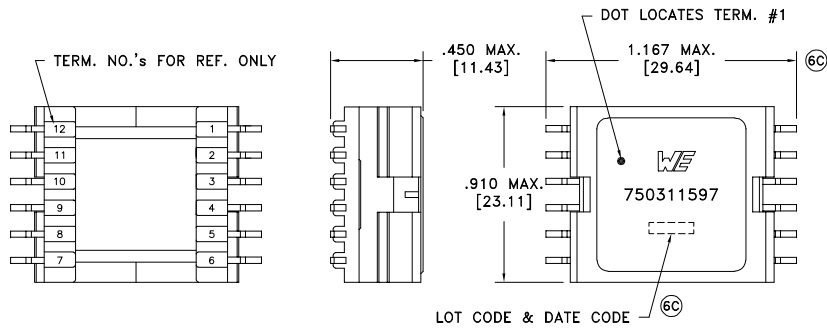 DOT LOCATES TERM. #1
TERM. NO.'s FOR REF. ONLY
.450 MAX.
[11.43]
1.167 MAX.
[29.64]
6C
12
11
10
9
8
7
1
2
3
4
5
6
.910 MAX.
[23.11]
WE
750311597
LOT CODE & DATE CODE
6C